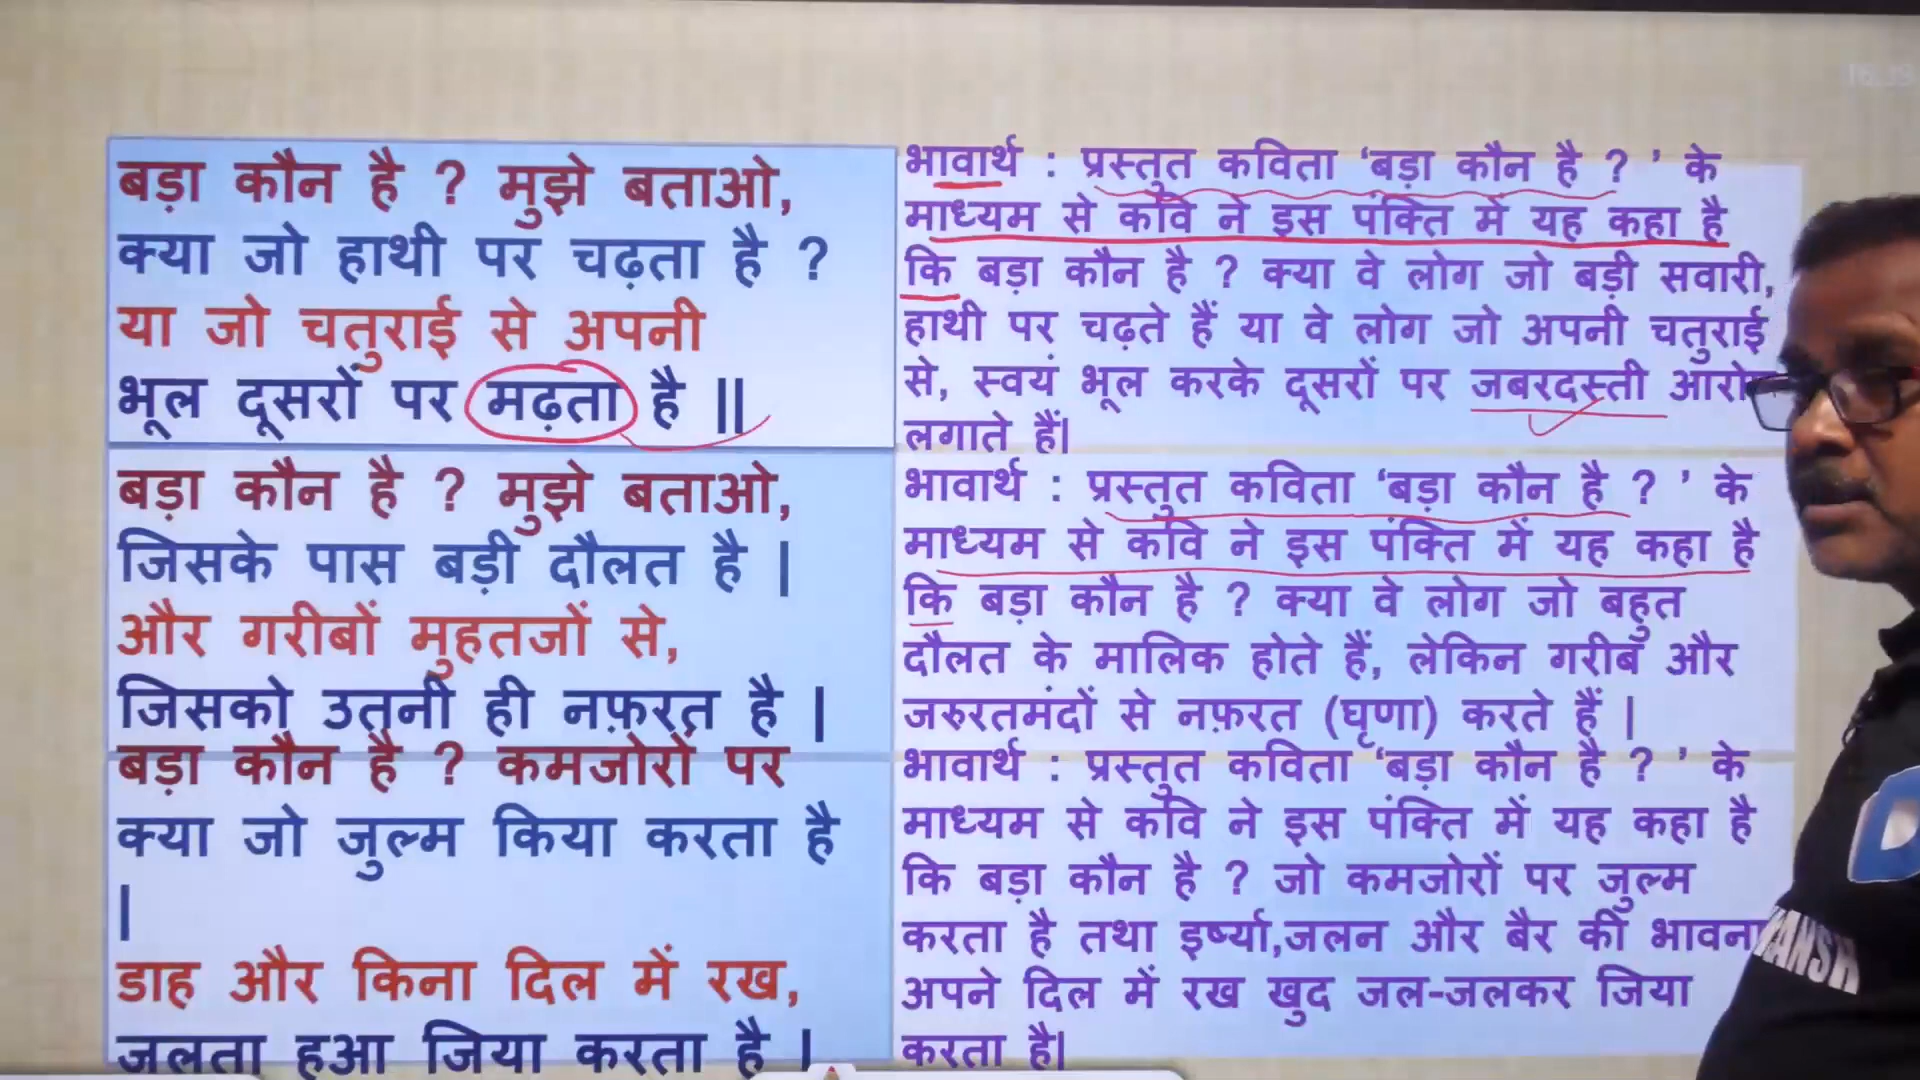 बड़ा कौन है ? मुझे बताओ,
क्या जो हाथी पर चढ़ता है ?
या जो चतुराई से अपनी
भूल दूसरों पर मढ़ता है ||
भावार्थ : प्रस्तुत कविता ‘बड़ा कौन है ? ’ के
माध्यम से कवि ने इस पंक्ति में यह कहा है
कि बड़ा कौन है ? क्या वे लोग जो बड़ी सवारी,
हाथी पर चढ़ते हैं या वे लोग जो अपनी चतुराई
से, स्वयं भूल करके दूसरों पर जबरदस्ती
लगाते हैं|
बड़ा कौन है ? मुझे बताओ,
जिसके पास बड़ी दौलत है |
और गरीबों मुहतजों से,
जिसको उतनी ही नफ़रत है |
भावार्थ : प्रस्तुत कविता ‘बड़ा कौन है ? ’ के
माध्यम से कवि ने इस पंक्ति में यह कहा है
कि बड़ा कौन है ? क्या वे लोग जो बहुत
दौलत के मालिक होते हैं, लेकिन गरीब और
जरुरतमंदों से नफ़रत (घृणा) करते हैं |
बड़ा कौन है ? कमजोरों पर
क्या जो जुल्म किया करता है
|
डाह और किना दिल में रख,
जलता हुआ जिया करता है |
भावार्थ : प्रस्तुत कविता ‘बड़ा कौन है ? ’ के
माध्यम से कवि ने इस पंक्ति में यह कहा है
कि बड़ा कौन है ? जो कमजोरों पर जुल्म
करता है तथा इर्ष्या,जलन और बैर की भावना
अपने दिल में रख खुद जल-जलकर जिया
करता है|